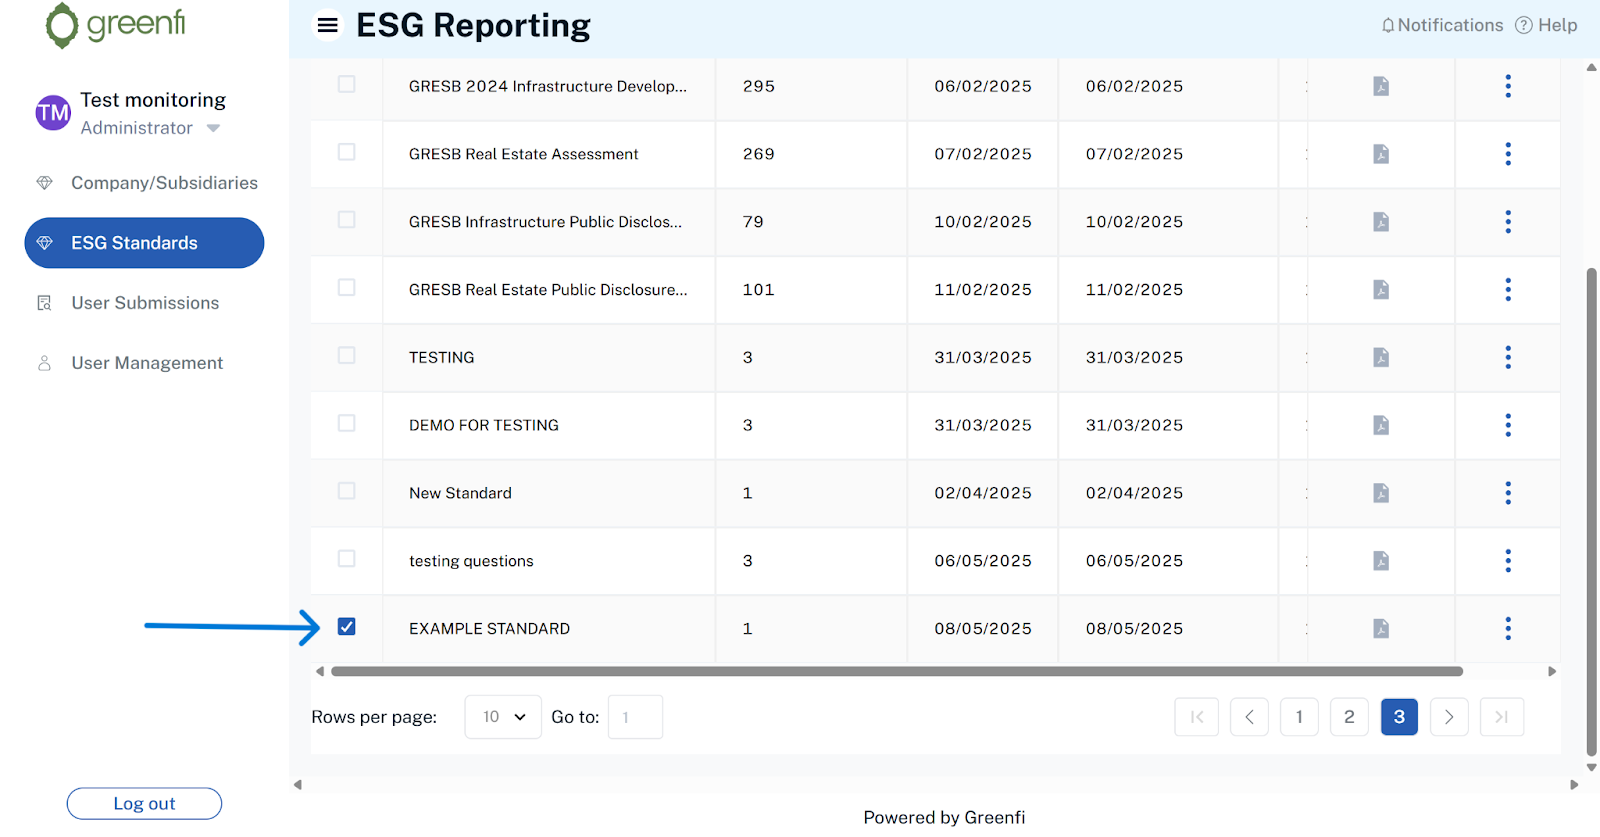 greenfi
ESG Reporting
Notifications
Help
TM
Test monitoring
Administrator
Company/Subsidiaries
ESG Standards
User Submissions
User Management
GRESB 2024 Infrastructure Develop... 295 06/02/2025 06/02/2025
GRESB Real Estate Assessment 269 07/02/2025 07/02/2025
GRESB Infrastructure Public Disclos... 79 10/02/2025 10/02/2025
GRESB Real Estate Public Disclosure... 101 11/02/2025 11/02/2025
TESTING 3 31/03/2025 31/03/2025
DEMO FOR TESTING 3 31/03/2025 31/03/2025
New Standard 1 02/04/2025 02/04/2025
testing questions 3 06/05/2025 06/05/2025
EXAMPLE STANDARD 1 08/05/2025 08/05/2025
Rows per page: 10 Go to: 1
1 2 3
Log out
Powered by Greenfi